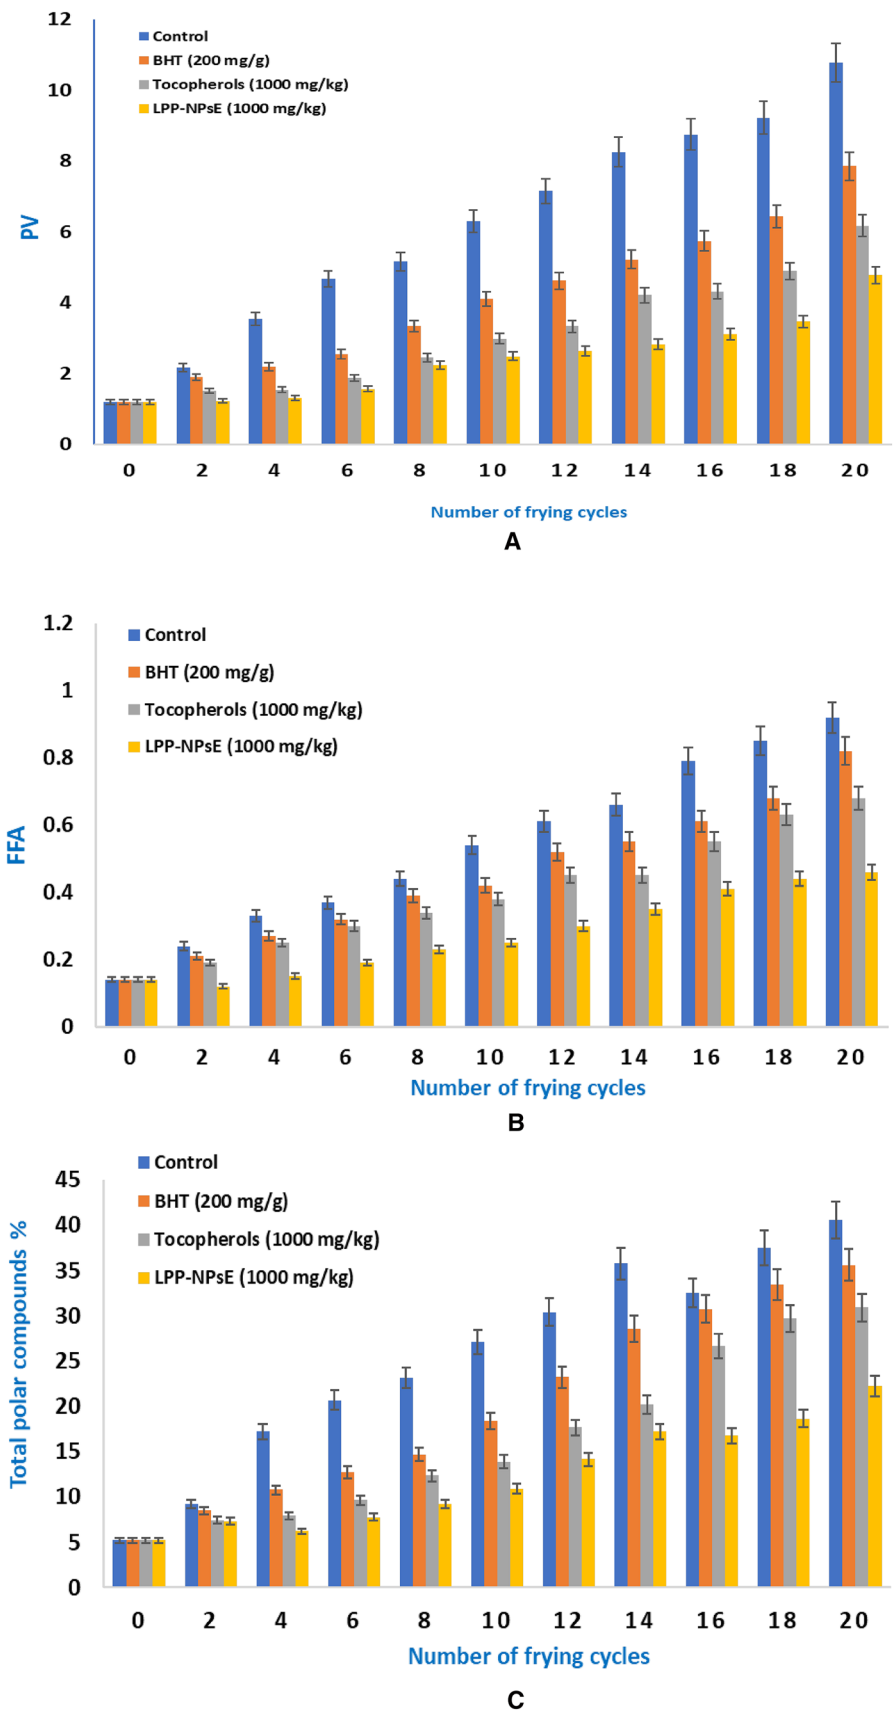 12
10
8
6
4
2
0
PV
Control
BHT (200 mg/g)
Tocopherols (1000 mg/kg)
LPP-NPsE (1000 mg/kg)
0 2 4 6 8 10 12 14 16 18 20
Number of frying cycles
A
1.2
1
0.8
0.6
0.4
0.2
0
FFA
Control
BHT (200 mg/g)
Tocopherols (1000 mg/kg)
LPP-NPsE (1000 mg/kg)
0 2 4 6 8 10 12 14 16 18 20
Number of frying cycles
B
45
40
35
30
25
20
15
10
5
0
Total polar compounds %
Control
BHT (200 mg/g)
Tocopherols (1000 mg/kg)
LPP-NPsE (1000 mg/kg)
0 2 4 6 8 10 12 14 16 18 20
Number of frying cycles
C